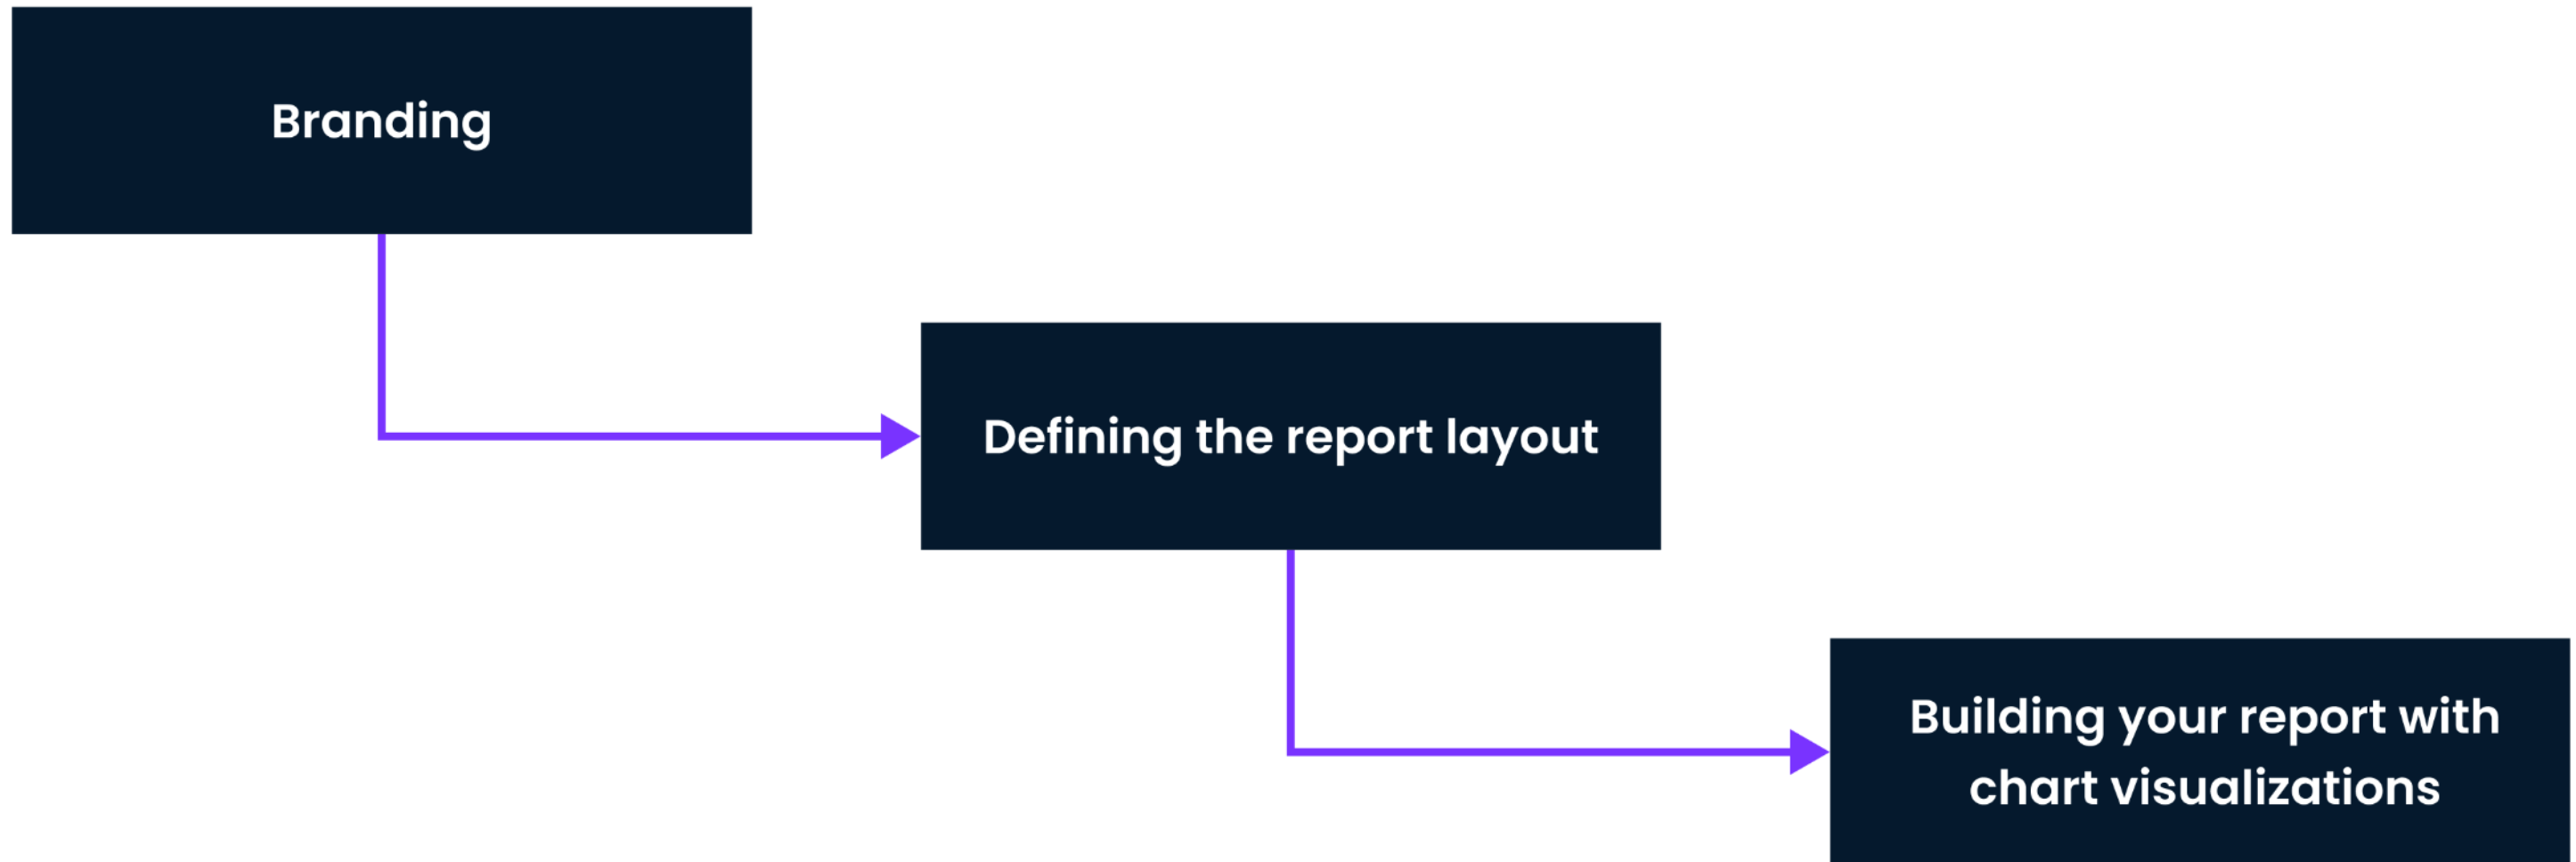 Branding
Defining the report layout
Building your report with
chart visualizations